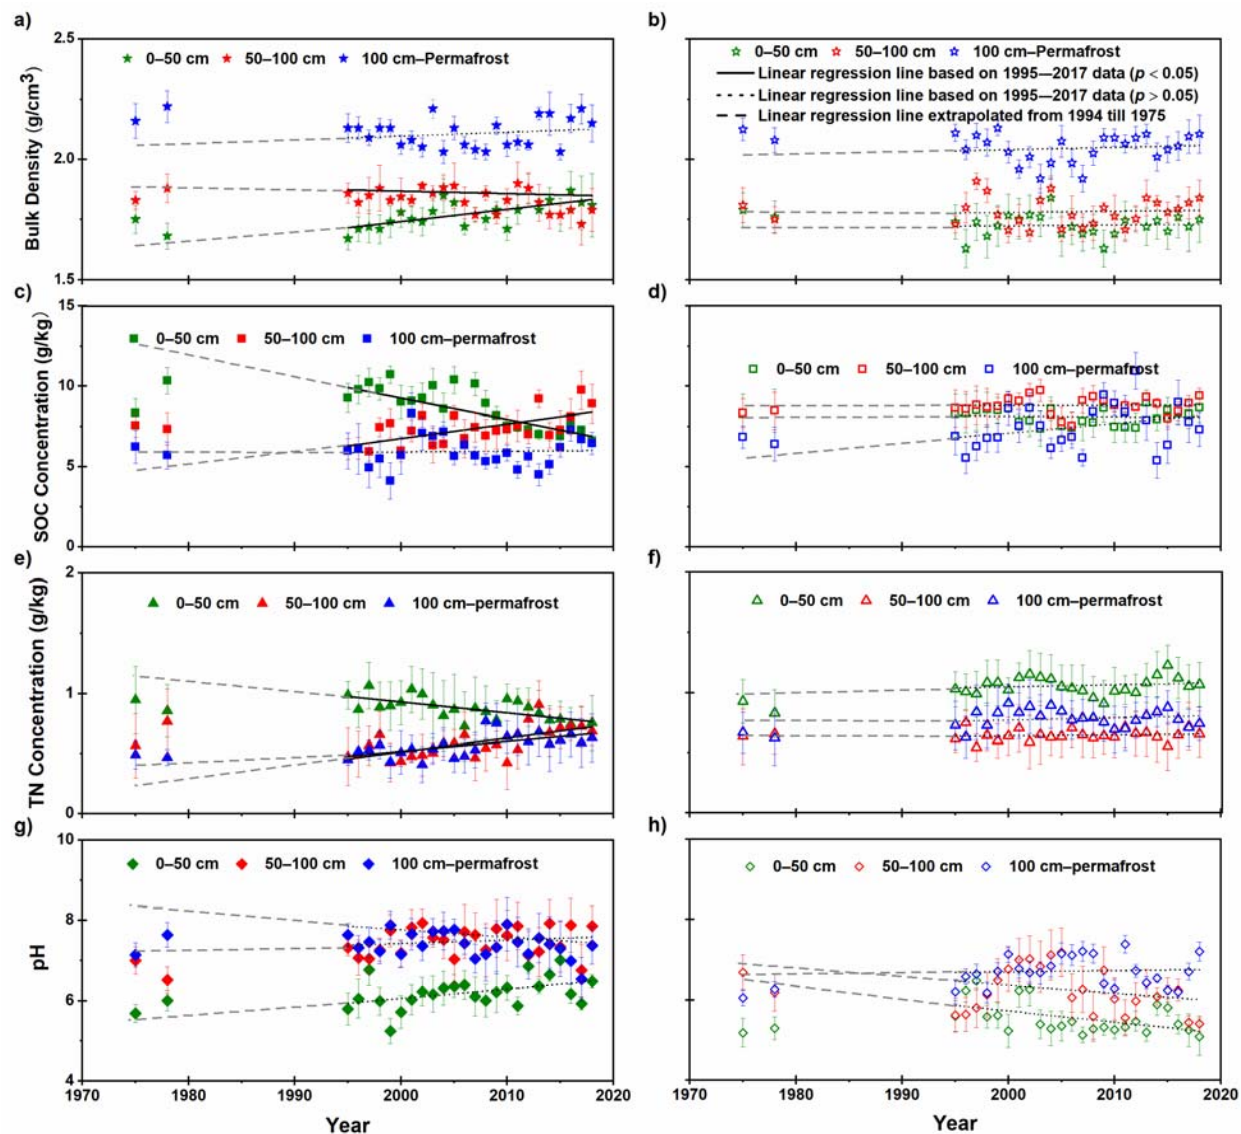 a)
b)
2.5
0–50 cm 50–100 cm 100 cm–Permafrost
0–50 cm 50–100 cm 100 cm–Permafrost
Linear regression line based on 1995—2017 data (p < 0.05)
Linear regression line based on 1995—2017 data (p > 0.05)
Linear regression line extrapolated from 1994 till 1975
Bulk Density (g/cm3)
2.0
1.5
c)
d)
15
0–50 cm 50–100 cm 100 cm–permafrost
0–50 cm 50–100 cm 100 cm–permafrost
SOC Concentration (g/kg)
10
5
0
e)
f)
2
0–50 cm 50–100 cm 100 cm–permafrost
0–50 cm 50–100 cm 100 cm–permafrost
TN Concentration (g/kg)
1
0
g)
h)
10
0–50 cm 50–100 cm 100 cm–permafrost
0–50 cm 50–100 cm 100 cm–permafrost
pH
8
6
4
1970 1980 1990 2000 2010 2020
1970 1980 1990 2000 2010 2020
Year
Year